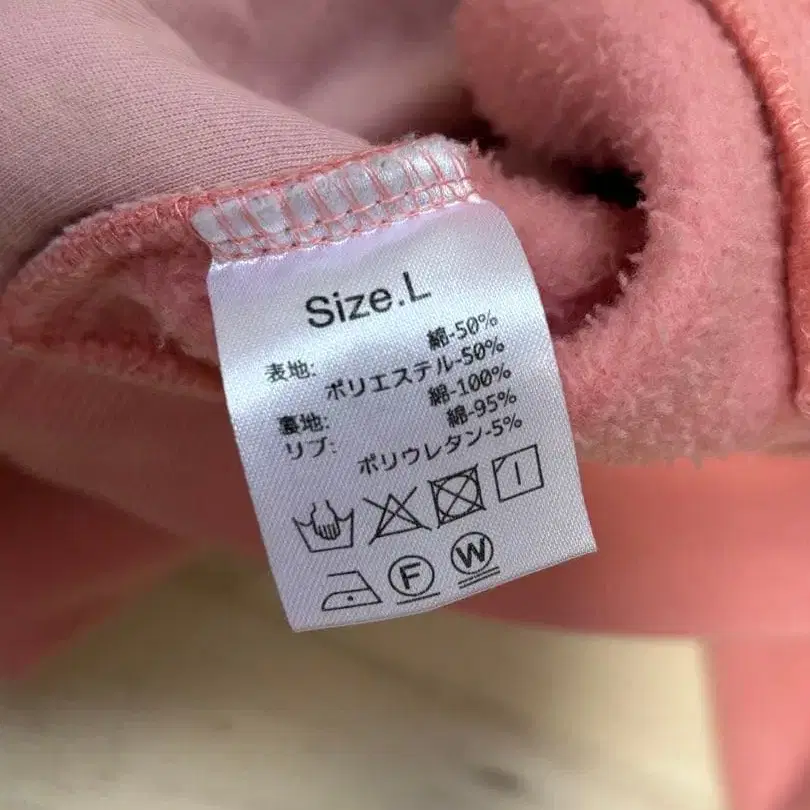 Size.L
表地: 綿-50%
ポリエステル-50%
裏地: 綿-100%
リブ: 綿-95%
ポリウレタン-5%
F W